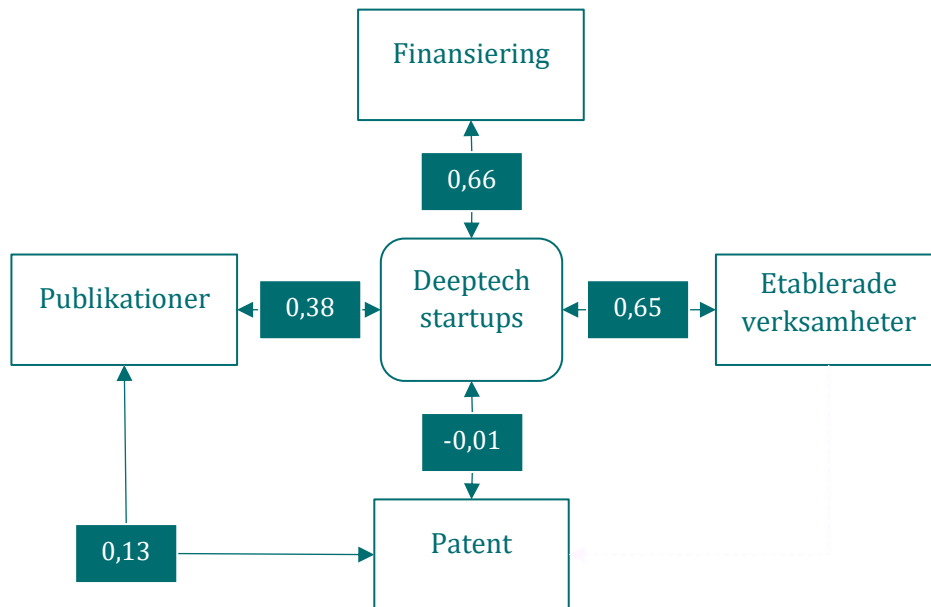 Finansiering
0,66
Publikationer
0,38
Deeptech
startups
0,65
Etablerade
verksamheter
-0,01
0,13
Patent